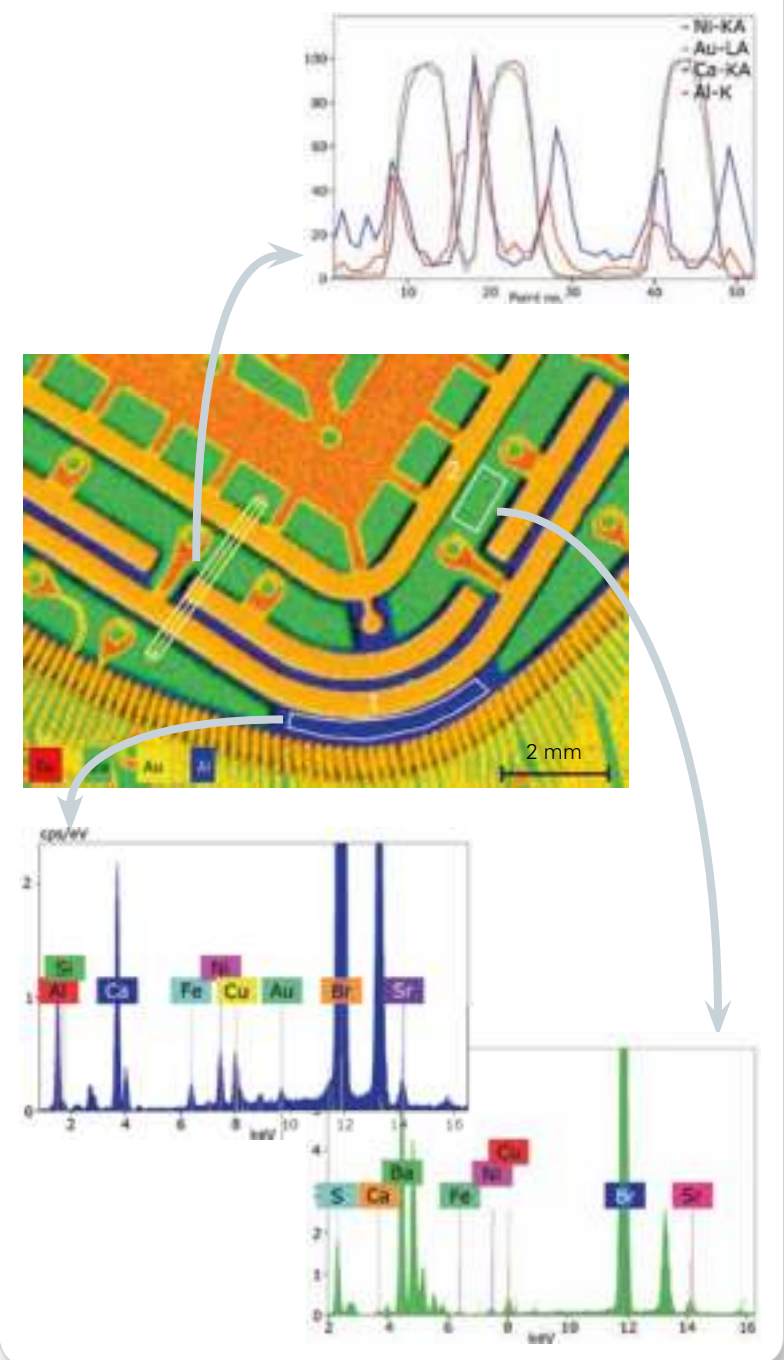 Ni-KA
Au-LA
Ca-KA
Al-K
100
80
60
40
20
0
10 20 30 40 50
Point no.
2
1
Au
Al
2 mm
cps/eV
2
1
0
Si
Ni
Al Ca Fe Cu Au Br Sr
2 4 6 8 10 12 14 16
keV
4
2
1
0
Cu
Ba Ni
S Ca Fe Br Sr
2 4 6 8 10 12 14 16
keV